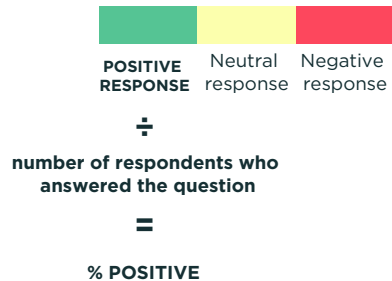 POSITIVE RESPONSE
Neutral response
Negative response
÷
number of respondents who
answered the question
=
% POSITIVE